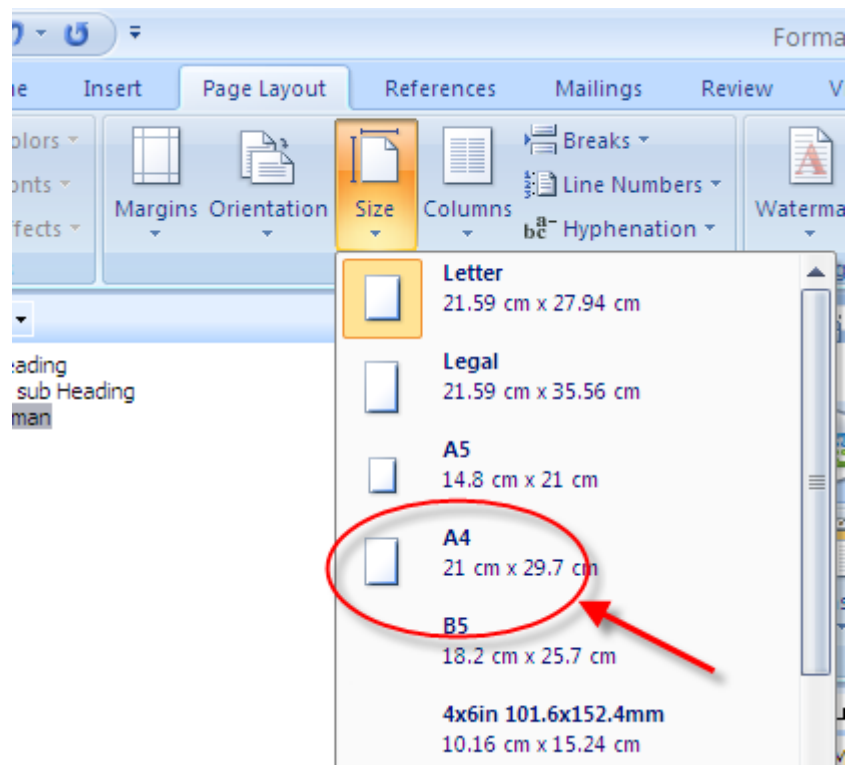 Forma
Insert Page Layout References Mailings Review V
Margins Orientation Size Columns Breaks
Line Numbers
Hyphenation
Waterma
Letter
21.59 cm x 27.94 cm
Legal
21.59 cm x 35.56 cm
sub Heading
A5
14.8 cm x 21 cm
A4
21 cm x 29.7 cm
B5
18.2 cm x 25.7 cm
4x6in 101.6x152.4mm
10.16 cm x 15.24 cm